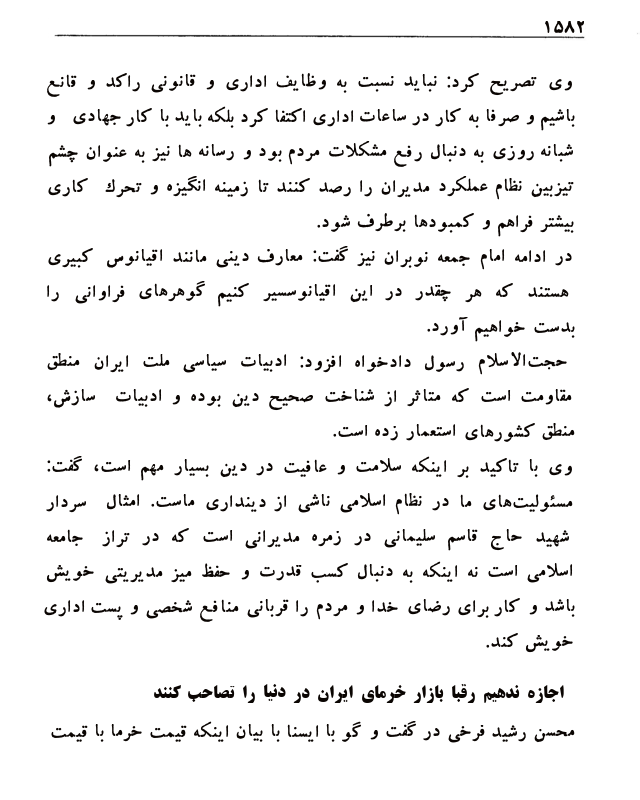 ۱۵۸۲
وی تصریح کرد: نباید نسبت به وظایف اداری و قانونی راکد و قانع
باشیم و صرفا به کار در ساعات اداری اکتفا کرد بلکه باید با کار جهادی و
شبانه روزی به دنبال رفع مشکلات مردم بود و رسانه ها نیز به عنوان چشم
تیزبین نظام عملکرد مدیران را رصد کنند تا زمینه انگیزه و تحرک کاری
بیشتر فراهم و کمبودها برطرف شود.
در ادامه امام جمعه نوبران نیز گفت: معارف دینی مانند اقیانوس کبیری
هستند که هر چقدر در این اقیانوسسیر کنیم گوهرهای فراوانی را
بدست خواهیم آورد.
حجت‌الاسلام رسول دادخواه افزود: ادبیات سیاسی ملت ایران منطق
مقاومت است که متاثر از شناخت صحیح دین بوده و ادبیات سازش،
منطق کشورهای استعمار زده است.
وی با تاکید بر اینکه سلامت و عافیت در دین بسیار مهم است، گفت:
مسئولیت‌های ما در نظام اسلامی ناشی از دینداری ماست. امثال سردار
شهید حاج قاسم سلیمانی در زمره مدیرانی است که در تراز جامعه
اسلامی است نه اینکه به دنبال کسب قدرت و حفظ میز مدیریتی خویش
باشد و کار برای رضای خدا و مردم را قربانی منافع شخصی و پست اداری
خویش کند.
اجازه ندهیم رقبا بازار خرمای ایران در دنیا را تصاحب کنند
محسن رشید فرخی در گفت و گو با ایسنا با بیان اینکه قیمت خرما با قیمت